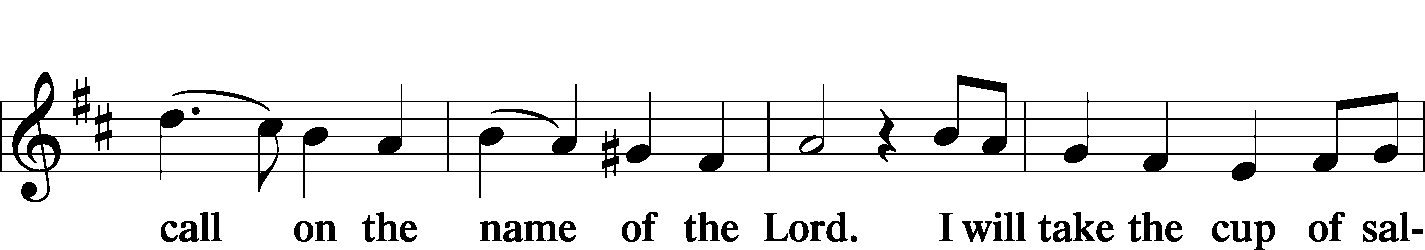 call on the name of the Lord. I will take the cup of sal-